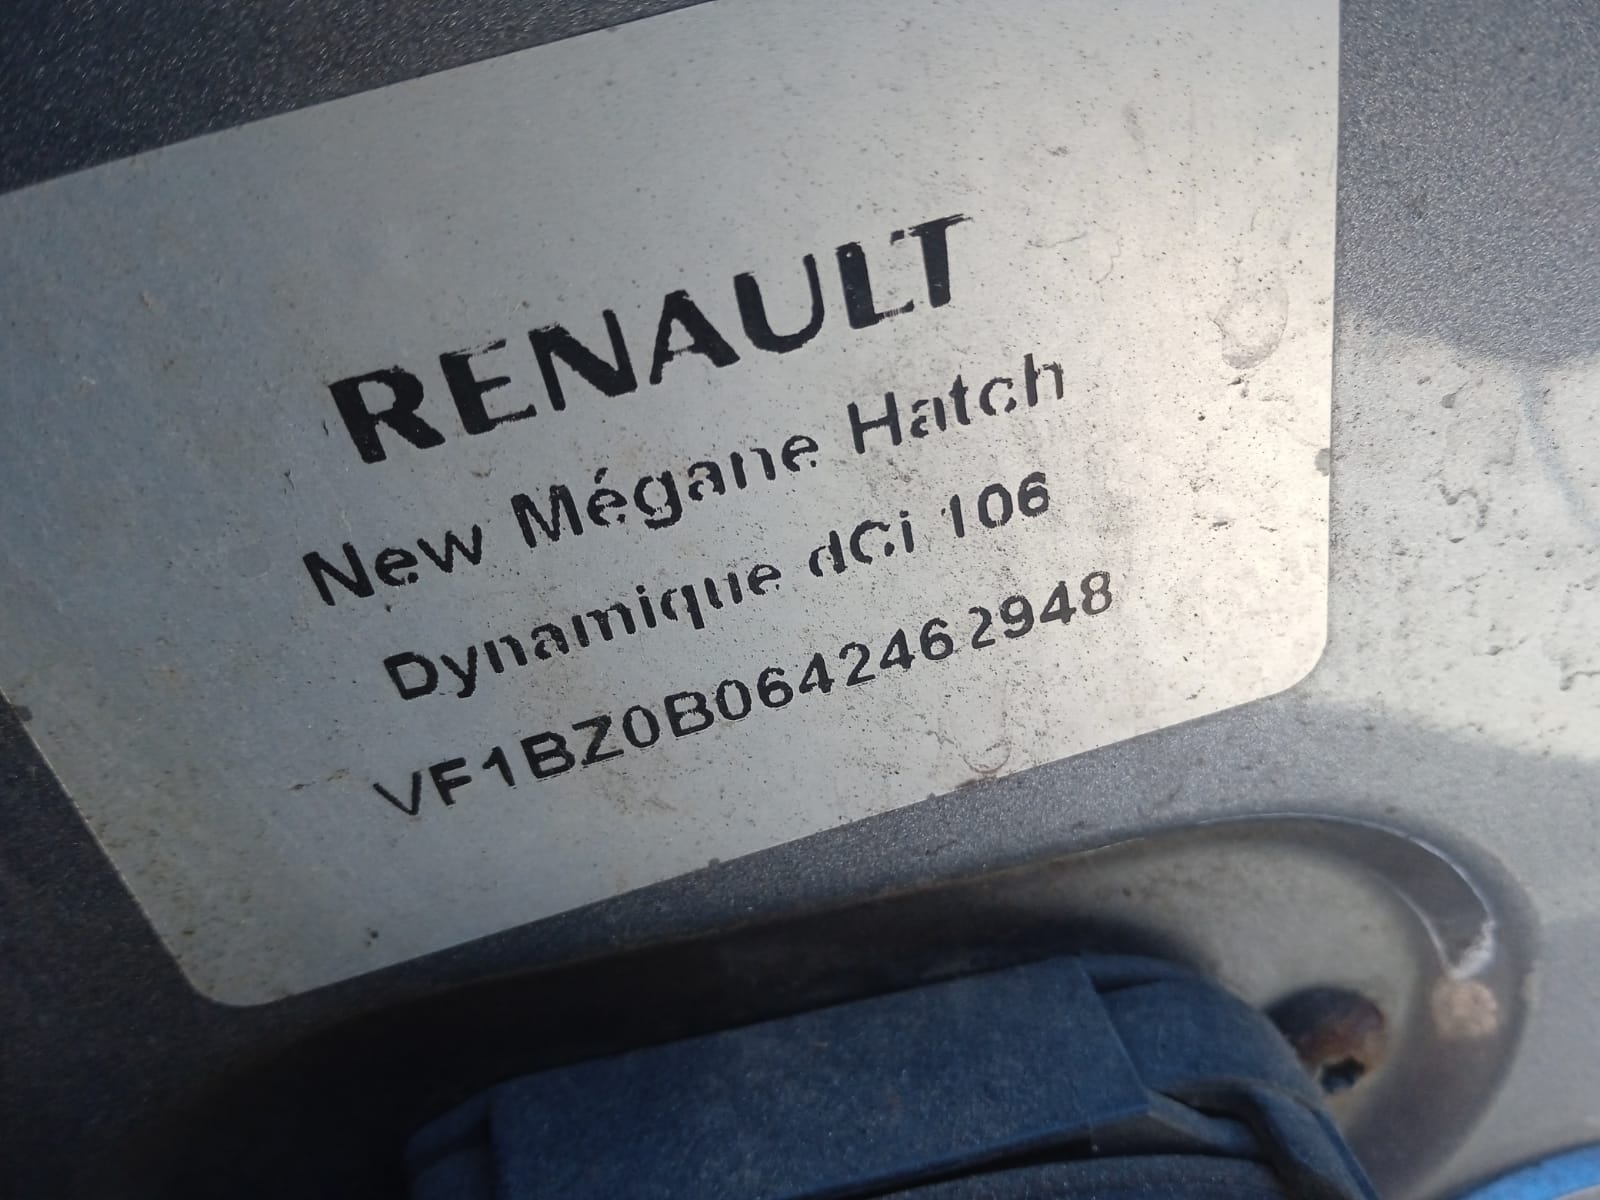 RENAULT
New Mégane Hatch
Dynamique dCi 106
VF1BZ0B0642462948